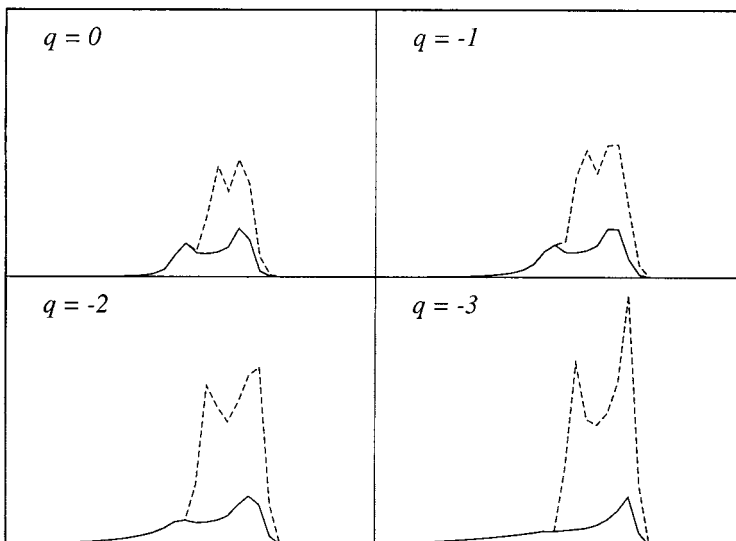 q = 0
q = -1
q = -2
q = -3